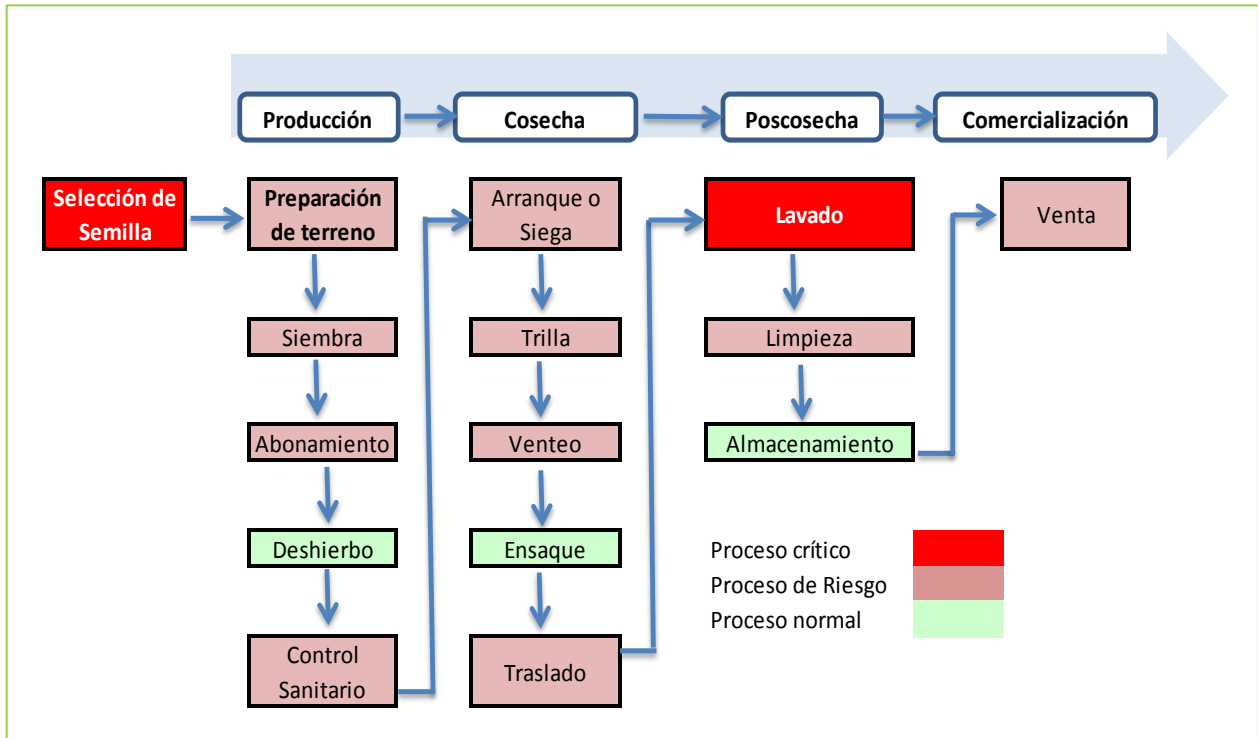 Producción
Cosecha
Poscosecha
Comercialización
Selección de
Semilla
Preparación
de terreno
Arranque o
Siega
Lavado
Venta
Siembra
Trilla
Limpieza
Abonamiento
Venteo
Almacenamiento
Deshierbo
Ensaque
Control
Sanitario
Traslado
Proceso crítico
Proceso de Riesgo
Proceso normal